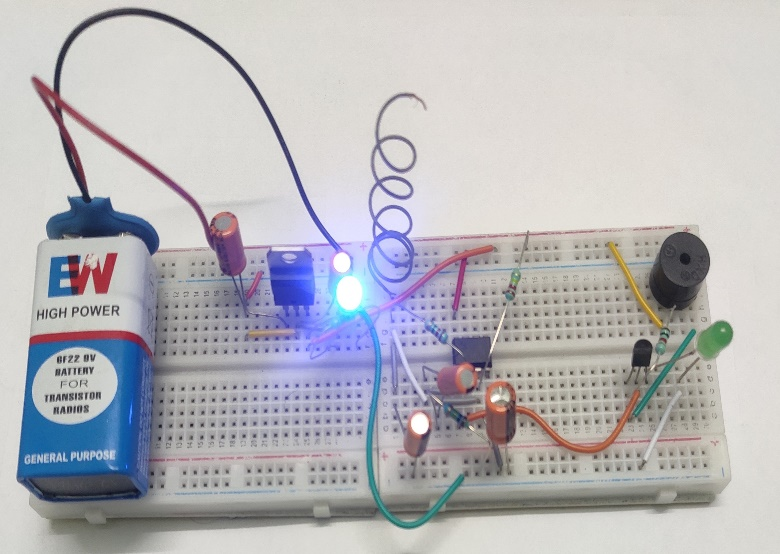 EW
HIGH POWER
6F22 9V
BATTERY
FOR
TRANSISTOR
RADIOS
GENERAL PURPOSE